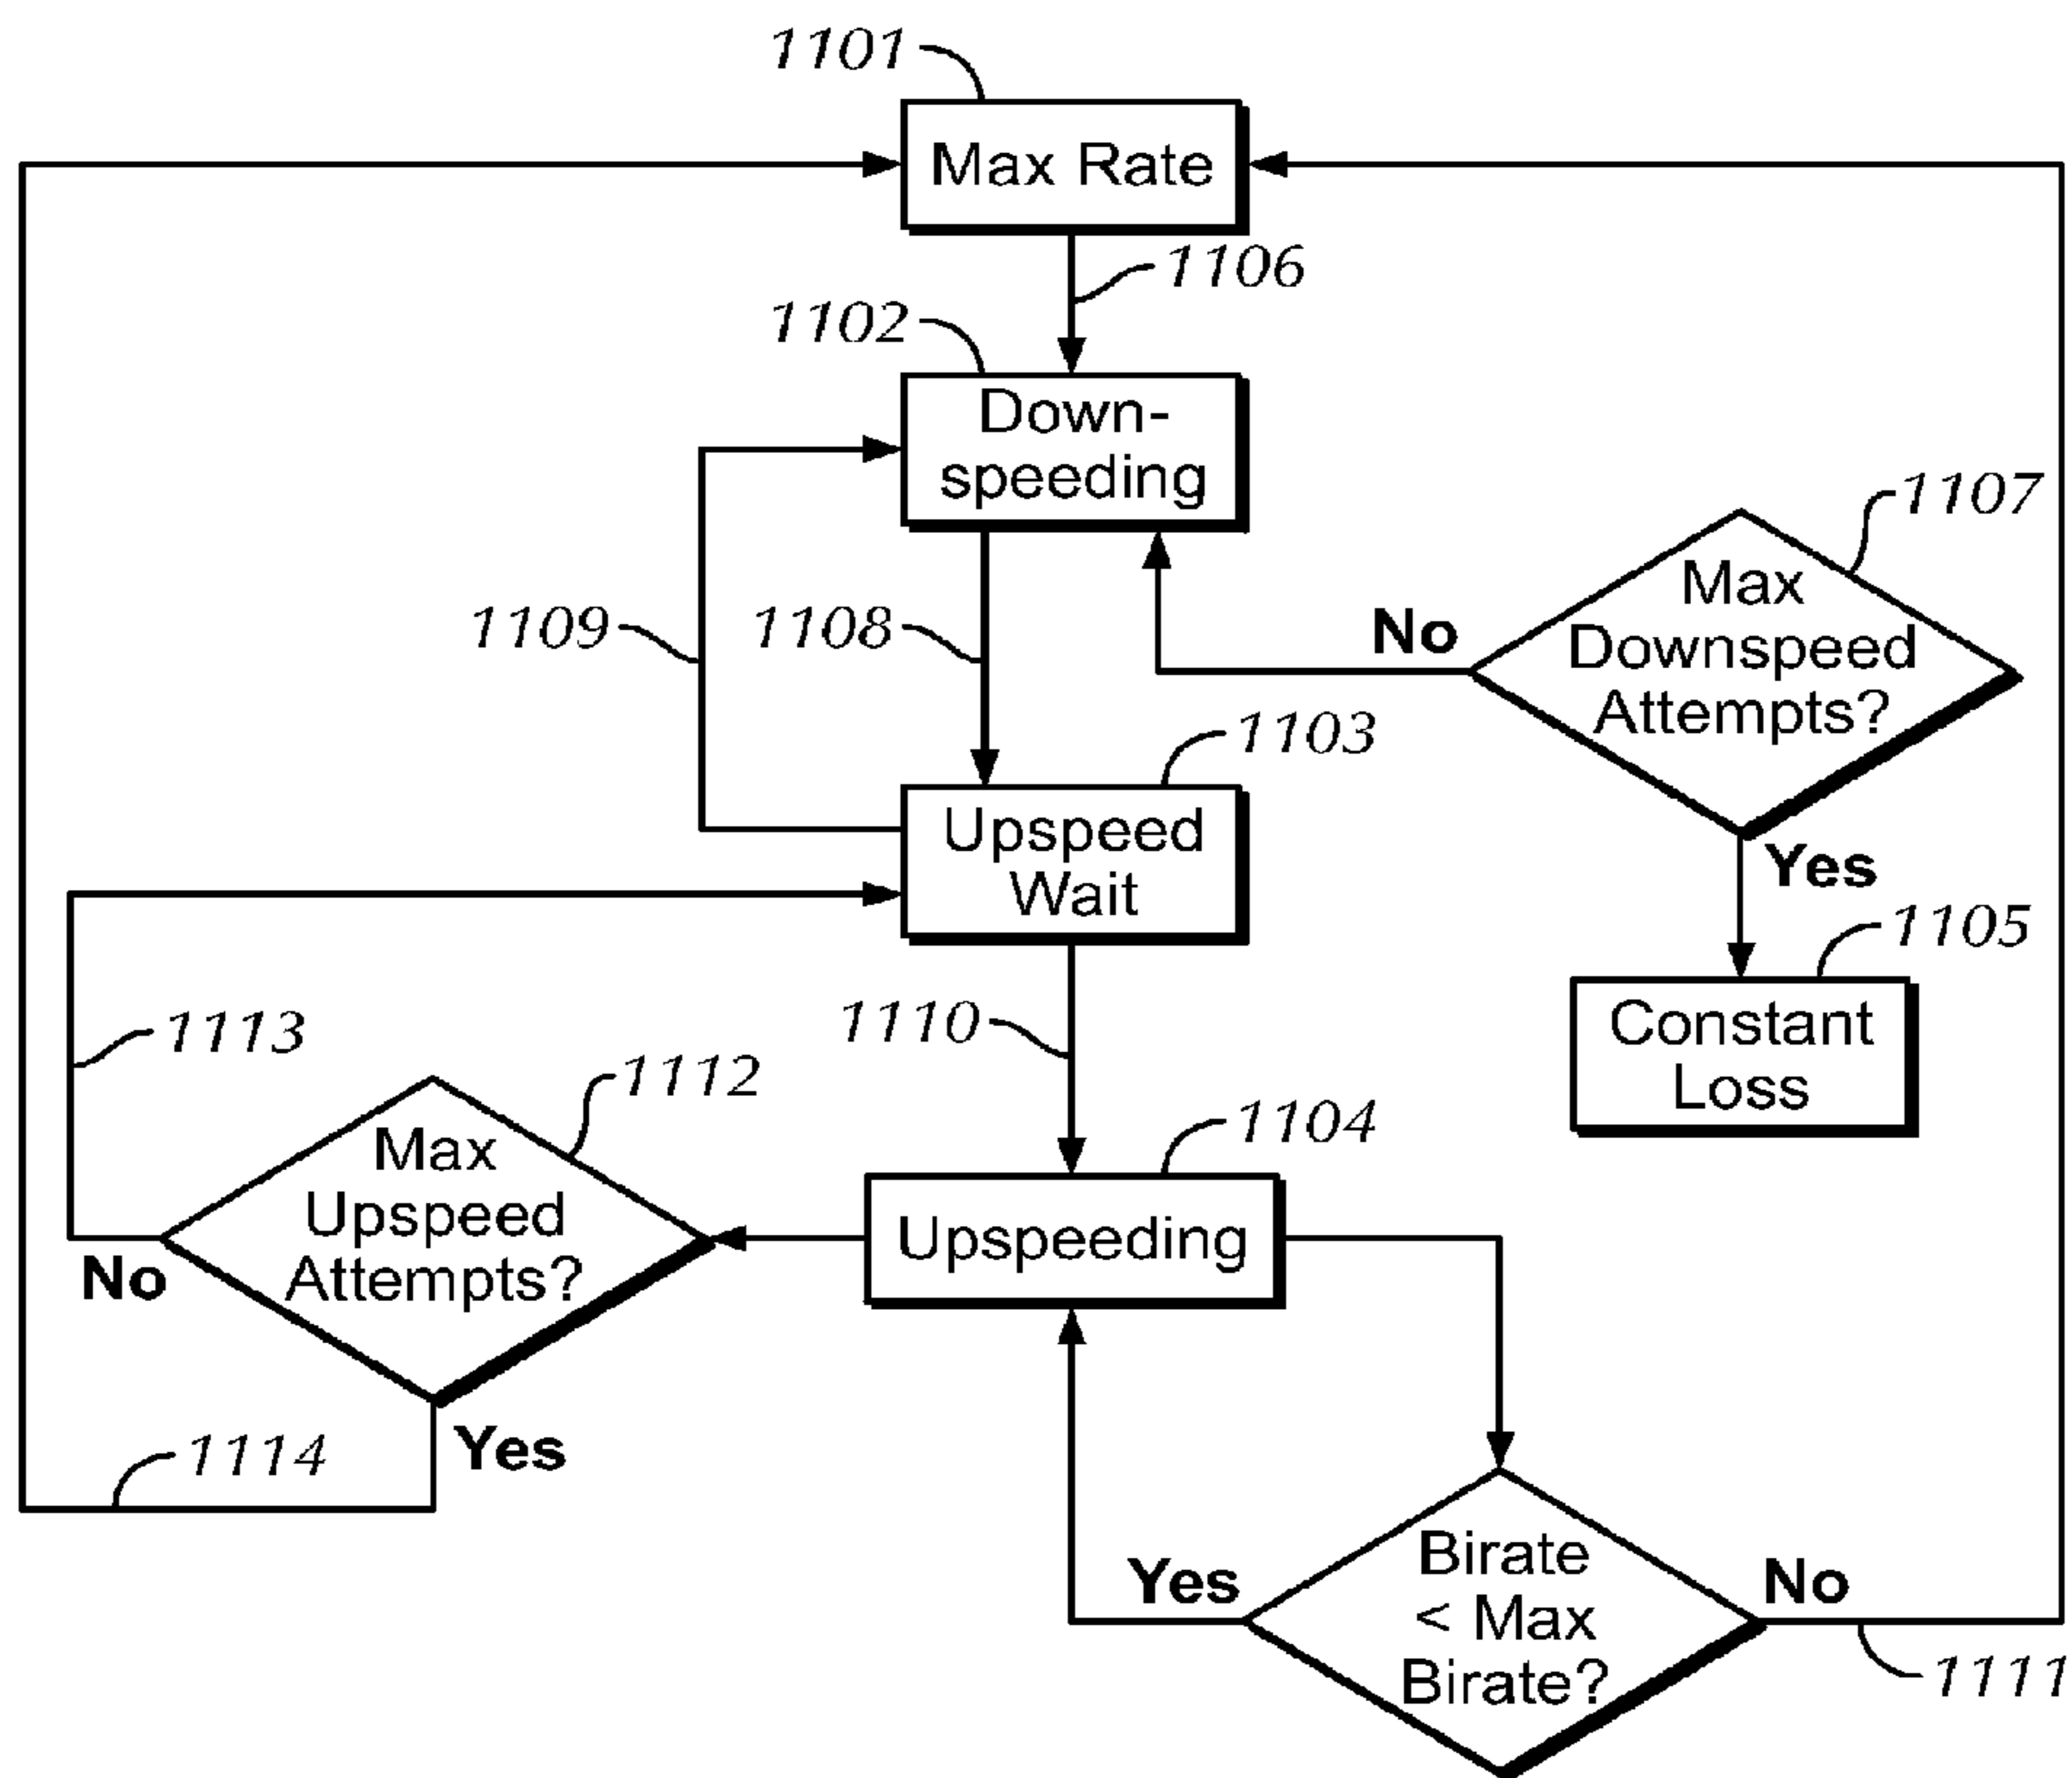 1101
Max Rate
1106
1102
Down-
speeding
1107
Max
Downspeed
Attempts?
No
1109
1108
1103
Upspeed
Wait
Yes
1105
Constant
Loss
1113
1110
1112
Max
Upspeed
Attempts?
No
1104
Upspeeding
Yes
1114
Birate
< Max
Birate?
Yes
No
1111